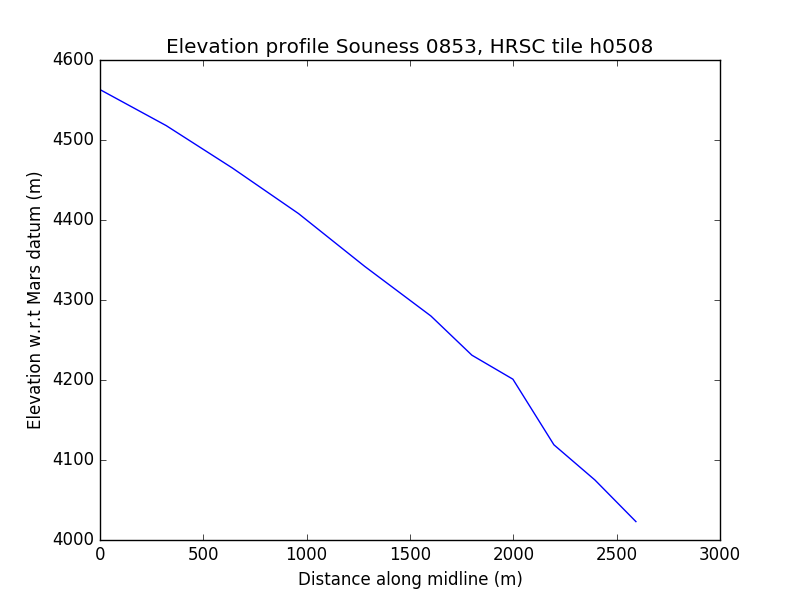 Elevation profile Souness 0853, HRSC tile h0508
4600
4500
4400
4300
4200
4100
4000
Elevation w.r.t Mars datum (m)
0 500 1000 1500 2000 2500 3000
Distance along midline (m)